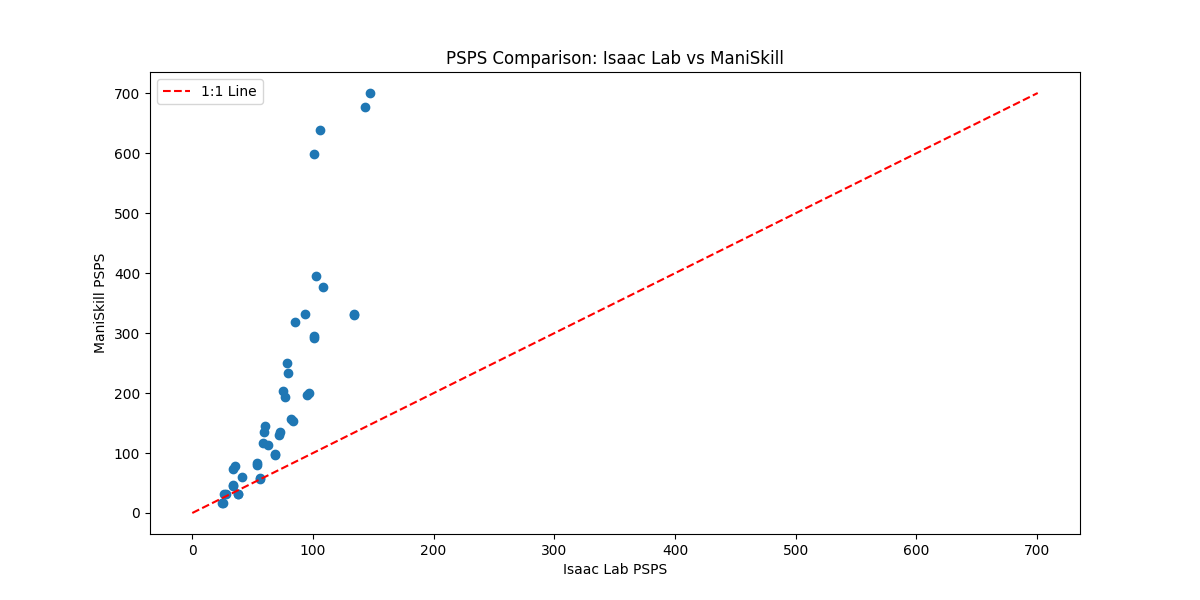 PSPS Comparison: Isaac Lab vs ManiSkill
1:1 Line
700
600
500
400
300
200
100
0
ManiSkill PSPS
0 100 200 300 400 500 600 700
Isaac Lab PSPS